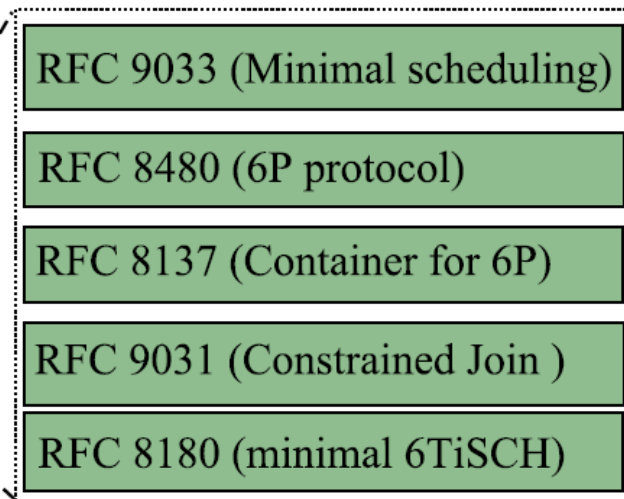 RFC 9033 (Minimal scheduling)
RFC 8480 (6P protocol)
RFC 8137 (Container for 6P)
RFC 9031 (Constrained Join )
RFC 8180 (minimal 6TiSCH)